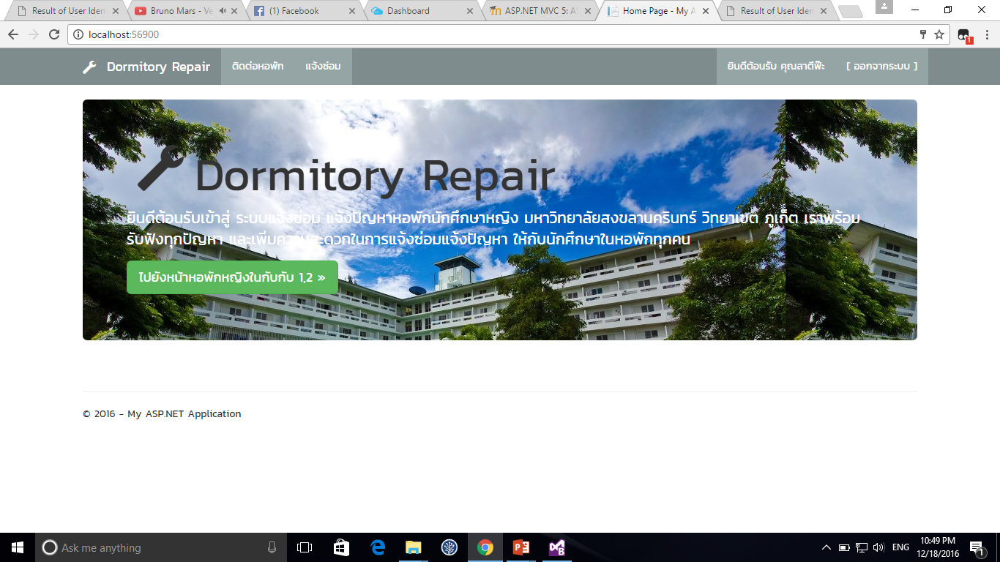 Result of User Iden
Bruno Mars - Ve
(1) Facebook
Dashboard
ASP.NET MVC 5: A
Home Page - My A
Result of User Iden
localhost:56900
1
Dormitory Repair
ติดต่อหอพัก
แจ้งซ่อม
ยินดีต้อนรับ คุณลาตีฟ๊ะ
[ ออกจากระบบ ]
Dormitory Repair
ยินดีต้อนรับเข้าสู่ ระบบแจ้งซ่อม แจ้งปัญหาหอพักนักศึกษาหญิง มหาวิทยาลัยสงขลานครินทร์ วิทยาเขต ภูเก็ต เราพร้อม
รับฟังทุกปัญหา และเพิ่มความสะดวกในการแจ้งซ่อมแจ้งปัญหา ให้กับนักศึกษาในหอพักทุกคน
ไปยังหน้าหอพักหญิงในกับกับ 1,2 »
© 2016 - My ASP.NET Application
Ask me anything
ENG
10:49 PM
12/18/2016
1